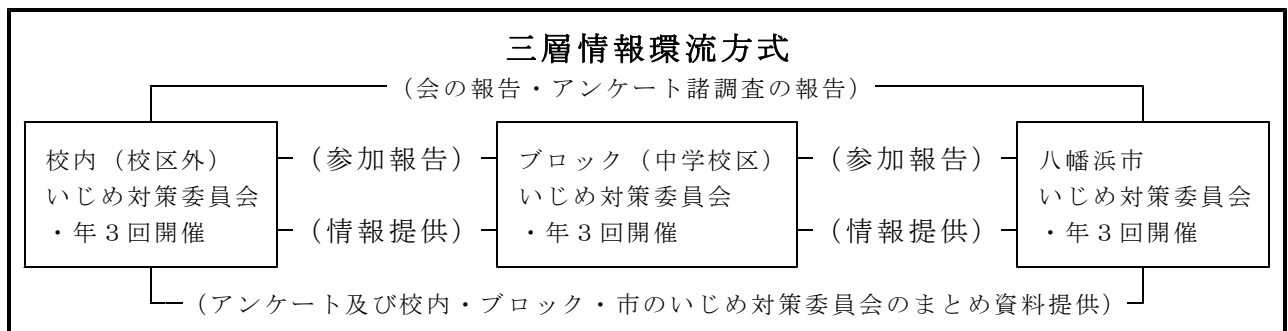 三層情報環流方式
（会の報告・アンケート諸調査の報告）
校内（校区外）
いじめ対策委員会
・年３回開催
（参加報告）
（情報提供）
ブロック（中学校区）
いじめ対策委員会
・年３回開催
（参加報告）
（情報提供）
八幡浜市
いじめ対策委員会
・年３回開催
（アンケート及び校内・ブロック・市のいじめ対策委員会のまとめ資料提供）